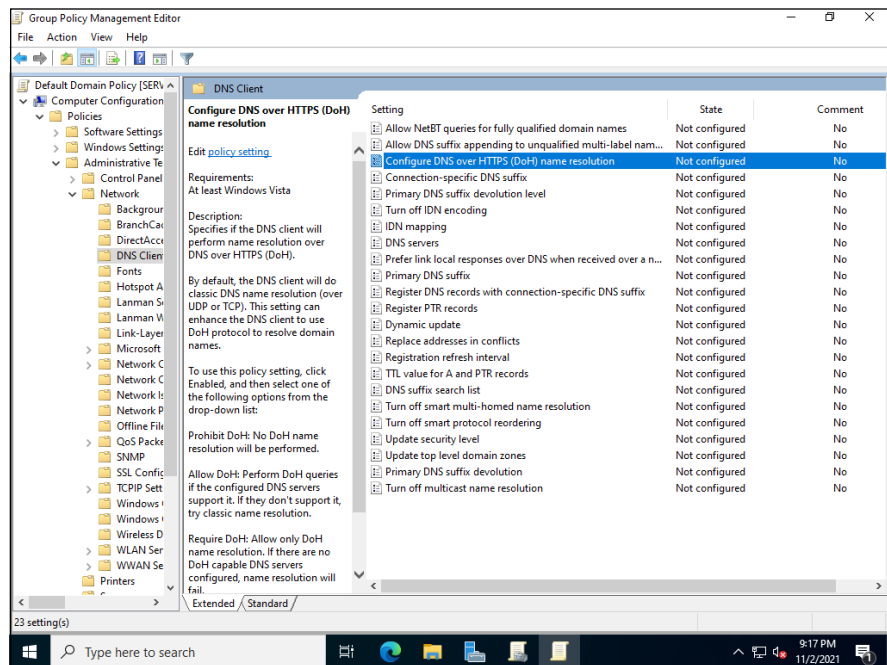 Group Policy Management Editor
File Action View Help
Default Domain Policy [SERV
Computer Configuration
Policies
Software Settings
Windows Settings
Administrative Te
Control Panel
Network
Backgroun
BranchCac
DirectAcce
DNS Client
Fonts
Hotspot A
Lanman Se
Lanman W
Link-Layer
Microsoft
Network C
Network C
Network Is
Network P
Offline File
QoS Packe
SNMP
SSL Config
TCPIP Sett
Windows
Windows
Wireless D
WLAN Ser
WWAN Se
Printers
DNS Client
Configure DNS over HTTPS (DoH)
name resolution
Edit policy setting
Requirements:
At least Windows Vista
Description:
Specifies if the DNS client will
perform name resolution over
DNS over HTTPS (DoH).
By default, the DNS client will do
classic DNS name resolution (over
UDP or TCP). This setting can
enhance the DNS client to use
DoH protocol to resolve domain
names.
To use this policy setting, click
Enabled, and then select one of
the following options from the
drop-down list:
Prohibit DoH: No DoH name
resolution will be performed.
Allow DoH: Perform DoH queries
if the configured DNS servers
support it. If they don't support it,
try classic name resolution.
Require DoH: Allow only DoH
name resolution. If there are no
DoH capable DNS servers
configured, name resolution will
fail.
Setting State Comment
Allow NetBT queries for fully qualified domain names Not configured No
Allow DNS suffix appending to unqualified multi-label nam... Not configured No
Configure DNS over HTTPS (DoH) name resolution Not configured No
Connection-specific DNS suffix Not configured No
Primary DNS suffix devolution level Not configured No
Turn off IDN encoding Not configured No
IDN mapping Not configured No
DNS servers Not configured No
Prefer link local responses over DNS when received over a n... Not configured No
Primary DNS suffix Not configured No
Register DNS records with connection-specific DNS suffix Not configured No
Register PTR records Not configured No
Dynamic update Not configured No
Replace addresses in conflicts Not configured No
Registration refresh interval Not configured No
TTL value for A and PTR records Not configured No
DNS suffix search list Not configured No
Turn off smart multi-homed name resolution Not configured No
Turn off smart protocol reordering Not configured No
Update security level Not configured No
Update top level domain zones Not configured No
Primary DNS suffix devolution Not configured No
Turn off multicast name resolution Not configured No
Extended Standard
23 setting(s)
Type here to search
9:17 PM
11/2/2021
1